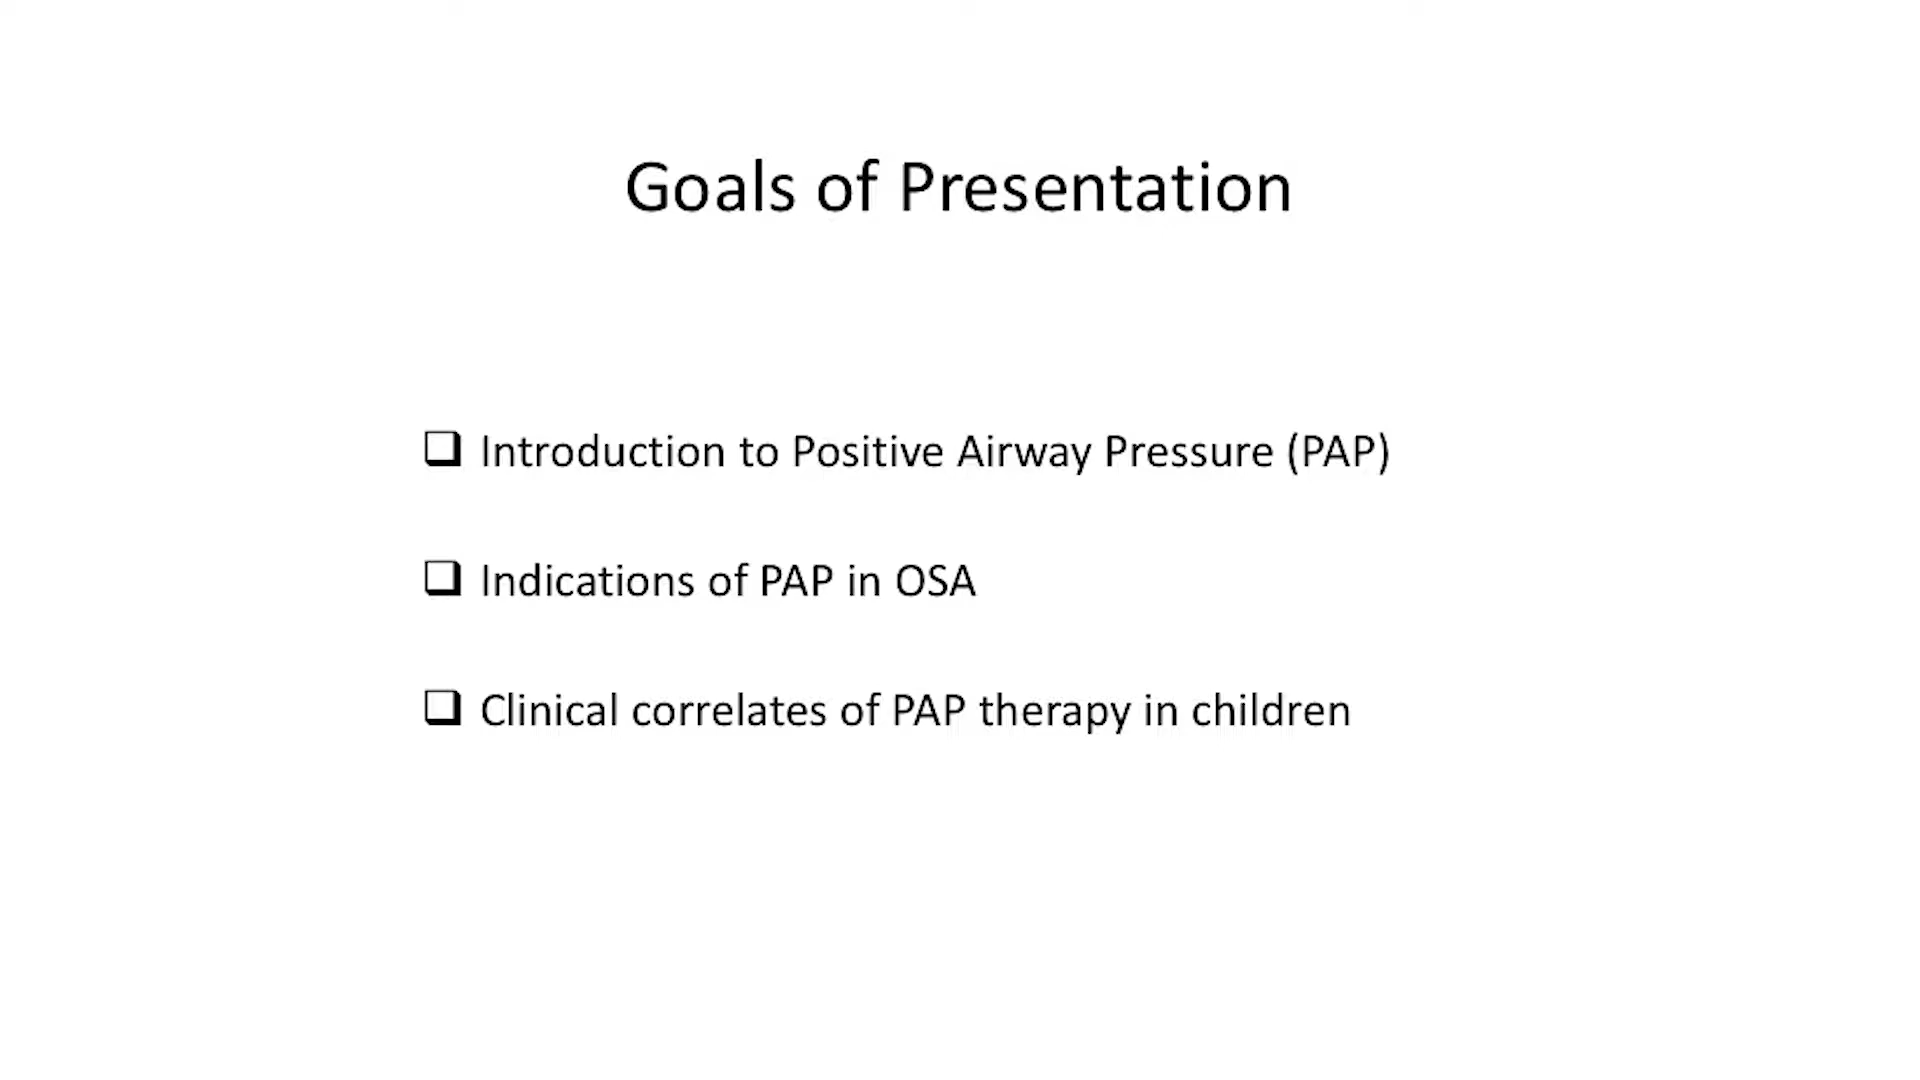 Goals of Presentation
❑ Introduction to Positive Airway Pressure (PAP)
❑ Indications of PAP in OSA
❑ Clinical correlates of PAP therapy in children